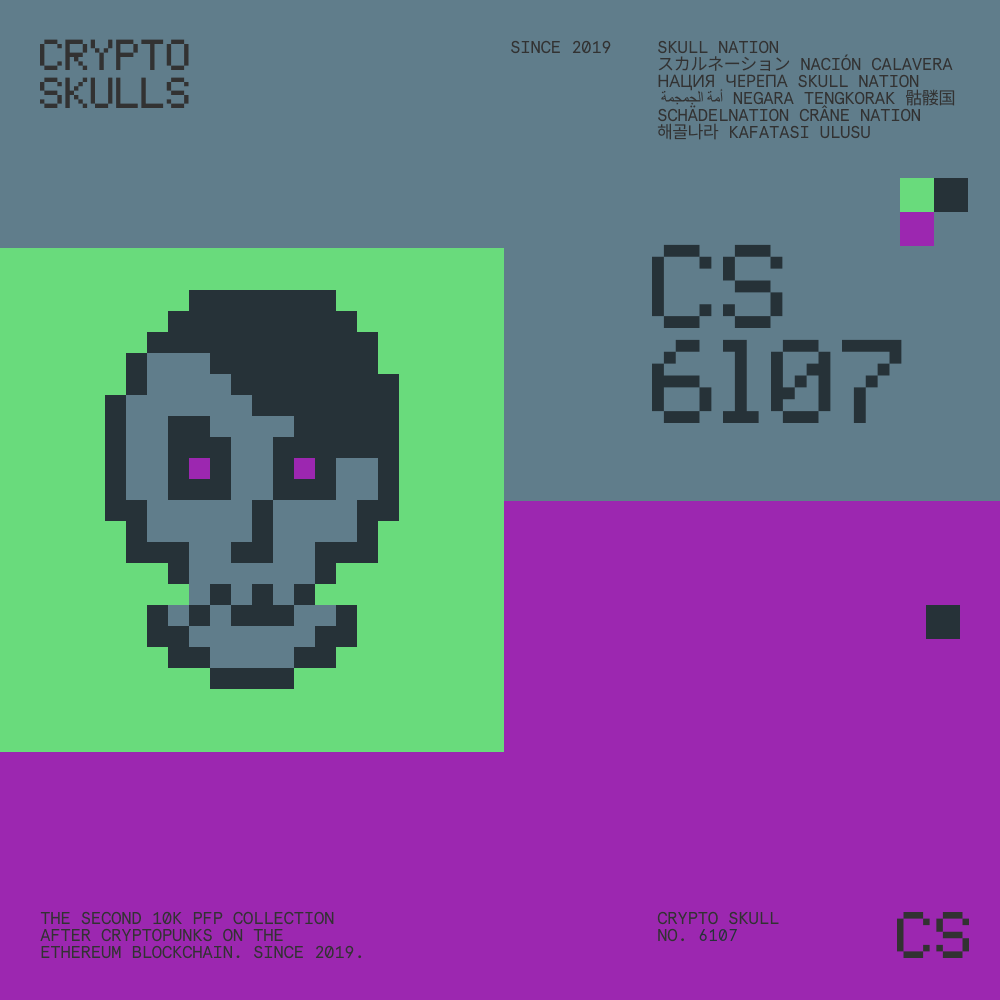 CRYPTO
SKULLS
SINCE 2019
SKULL NATION
スカルネーション NACIÓN CALAVERA
НАЦИЯ ЧЕРЕПА SKULL NATION
أمة الجمجمة NEGARA TENGKORAK 骷髅国
SCHÄDELNATION CRÂNE NATION
해골나라 KAFATASI ULUSU
CS
6107
THE SECOND 10K PFP COLLECTION
AFTER CRYPTOPUNKS ON THE
ETHEREUM BLOCKCHAIN. SINCE 2019.
CRYPTO SKULL
NO. 6107
CS